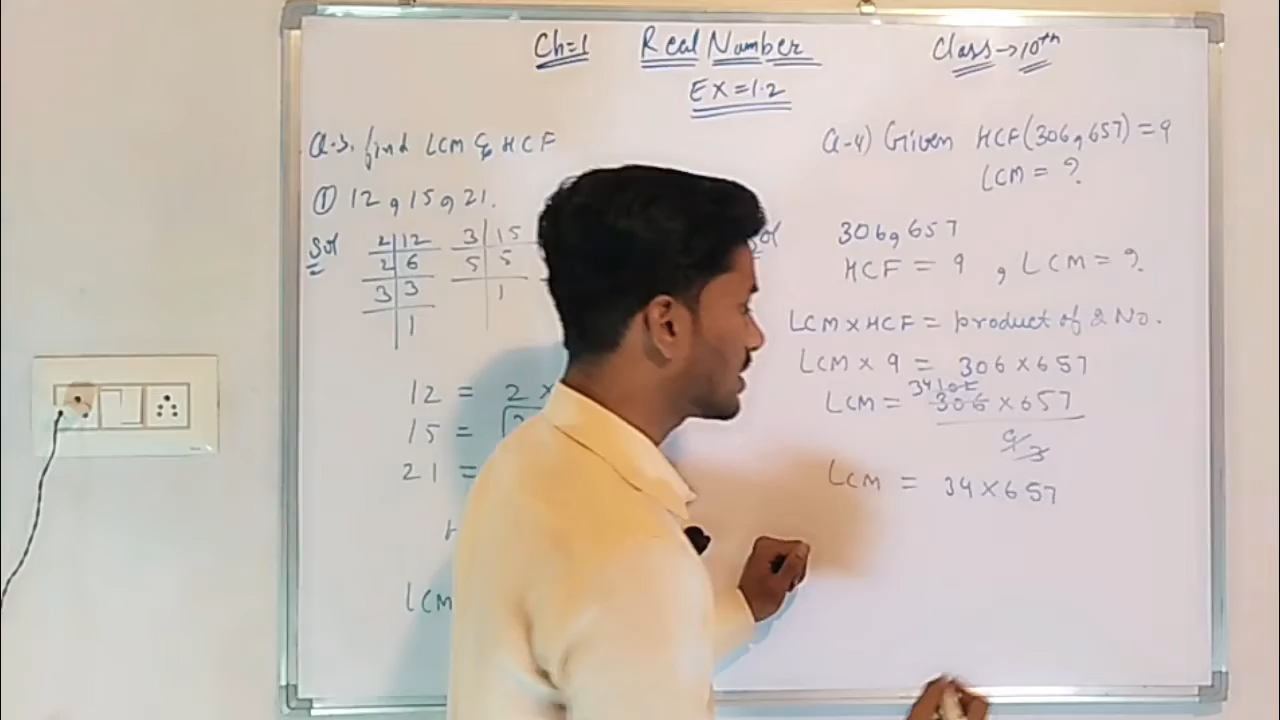 Ch=1 Real Number Class→10th
EX=1.2
Q-3. find LCM & HCF
① 12, 15, 21.
Sol
2 | 12
2 | 6
3 | 3
1
3 | 15
5 | 5
1
12 = 2 ×
15 =
21 =
LCM
Q-4) Given HCF(306, 657) = 9
LCM = ?
306, 657
HCF = 9 , LCM = ?
LCM×HCF = product of 2 No.
LCM × 9 = 306 × 657
34
LCM = 306 × 657
9 3
LCM = 34×657